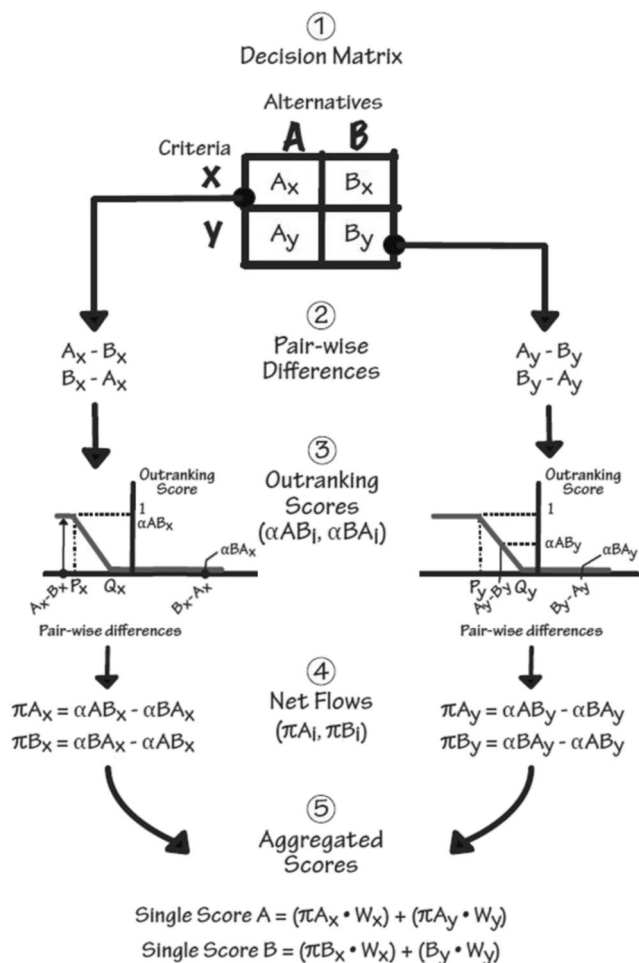 ①
Decision Matrix
Alternatives
A B
Criteria
X Aₓ Bₓ
y Ay By
②
Pair-wise
Differences
Aₓ - Bₓ
Bₓ - Aₓ
Ay - By
By - Ay
③
Outranking
Scores
(αABᵢ, αBAᵢ)
Outranking
Score
1
αABₓ
αBAₓ
Aₓ-Bₓ Pₓ Qₓ Bₓ-Aₓ
Pair-wise differences
Outranking
Score
1
αABy
αBAy
Py Ay-By Qy By-Ay
Pair-wise differences
④
Net Flows
(πAᵢ, πBᵢ)
πAₓ = αABₓ - αBAₓ
πBₓ = αBAₓ - αABₓ
πAy = αABy - αBAy
πBy = αBAy - αABy
⑤
Aggregated
Scores
Single Score A = (πAₓ • Wₓ) + (πAy • Wy)
Single Score B = (πBₓ • Wₓ) + (By • Wy)